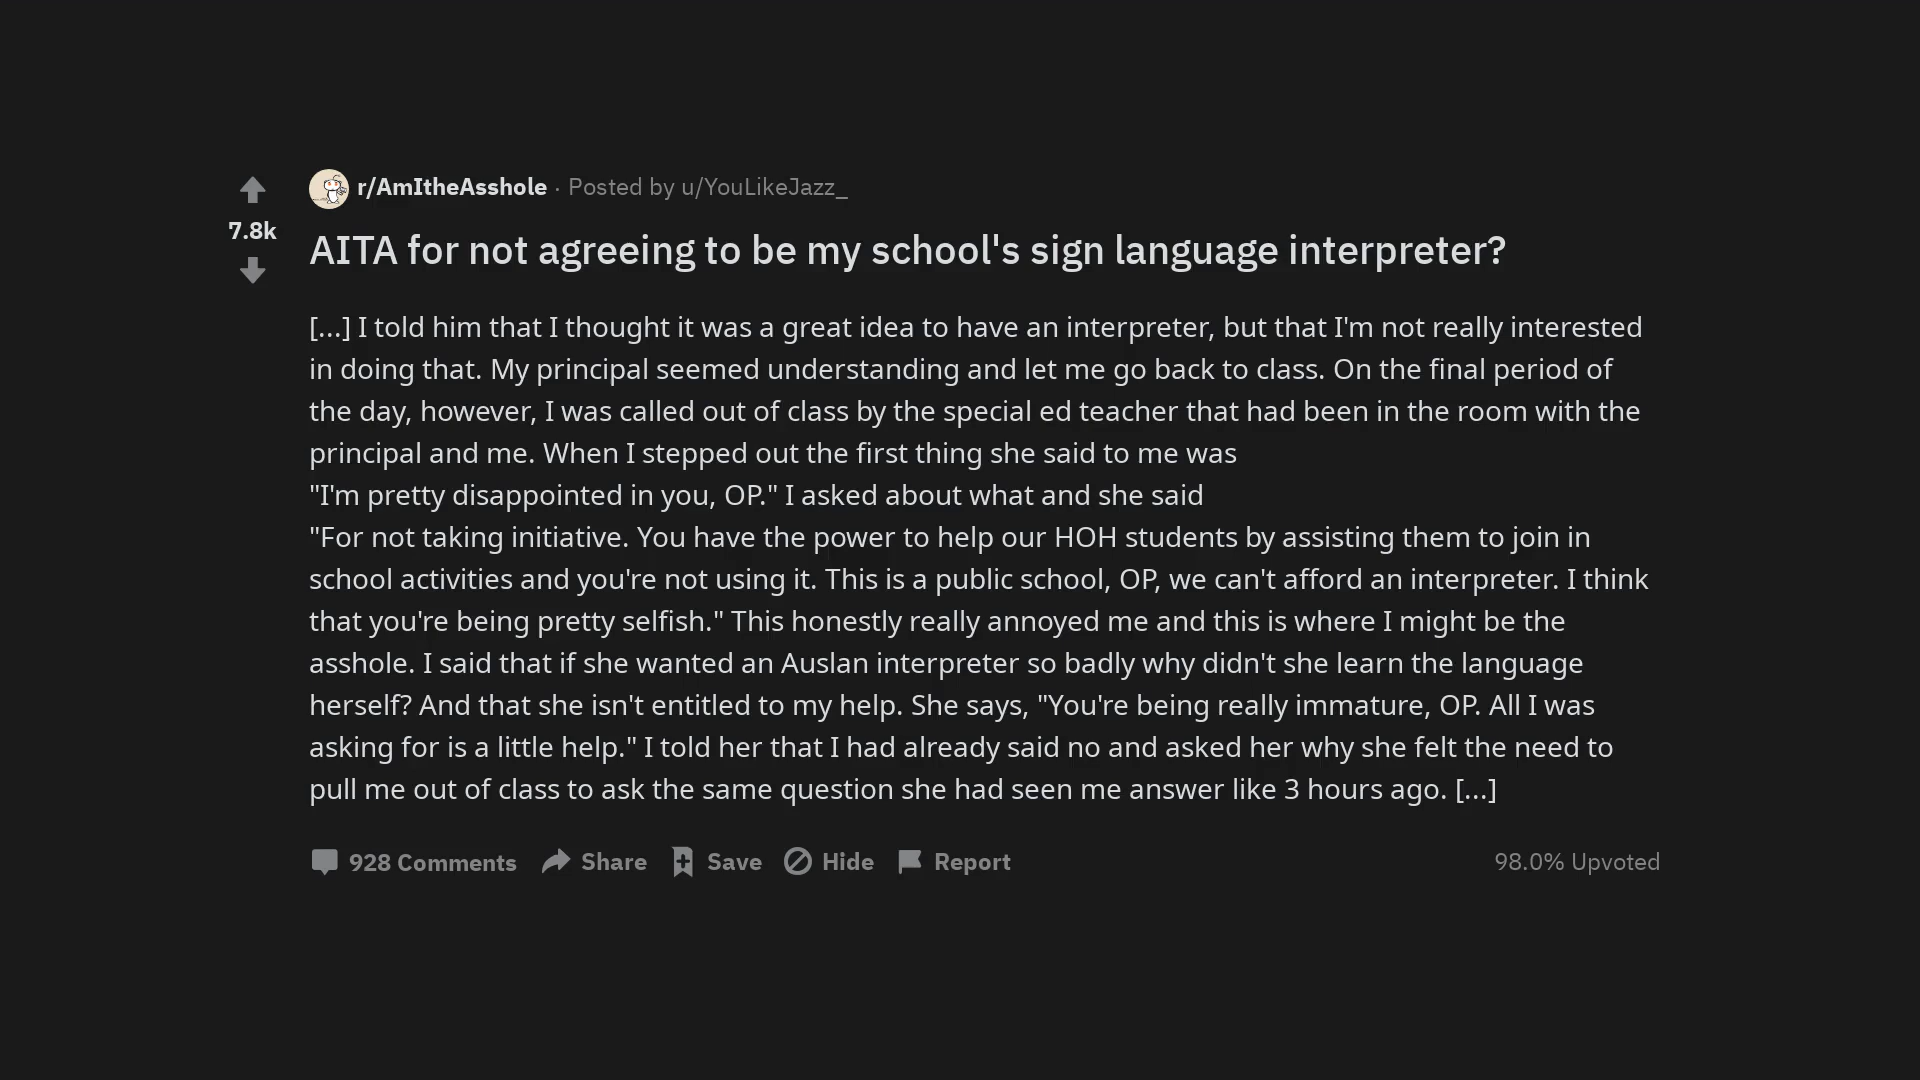 r/AmItheAsshole · Posted by u/YouLikeJazz_
7.8k
AITA for not agreeing to be my school's sign language interpreter?
[...] I told him that I thought it was a great idea to have an interpreter, but that I'm not really interested
in doing that. My principal seemed understanding and let me go back to class. On the final period of
the day, however, I was called out of class by the special ed teacher that had been in the room with the
principal and me. When I stepped out the first thing she said to me was
"I'm pretty disappointed in you, OP." I asked about what and she said
"For not taking initiative. You have the power to help our HOH students by assisting them to join in
school activities and you're not using it. This is a public school, OP, we can't afford an interpreter. I think
that you're being pretty selfish." This honestly really annoyed me and this is where I might be the
asshole. I said that if she wanted an Auslan interpreter so badly why didn't she learn the language
herself? And that she isn't entitled to my help. She says, "You're being really immature, OP. All I was
asking for is a little help." I told her that I had already said no and asked her why she felt the need to
pull me out of class to ask the same question she had seen me answer like 3 hours ago. [...]
928 Comments Share Save Hide Report 98.0% Upvoted